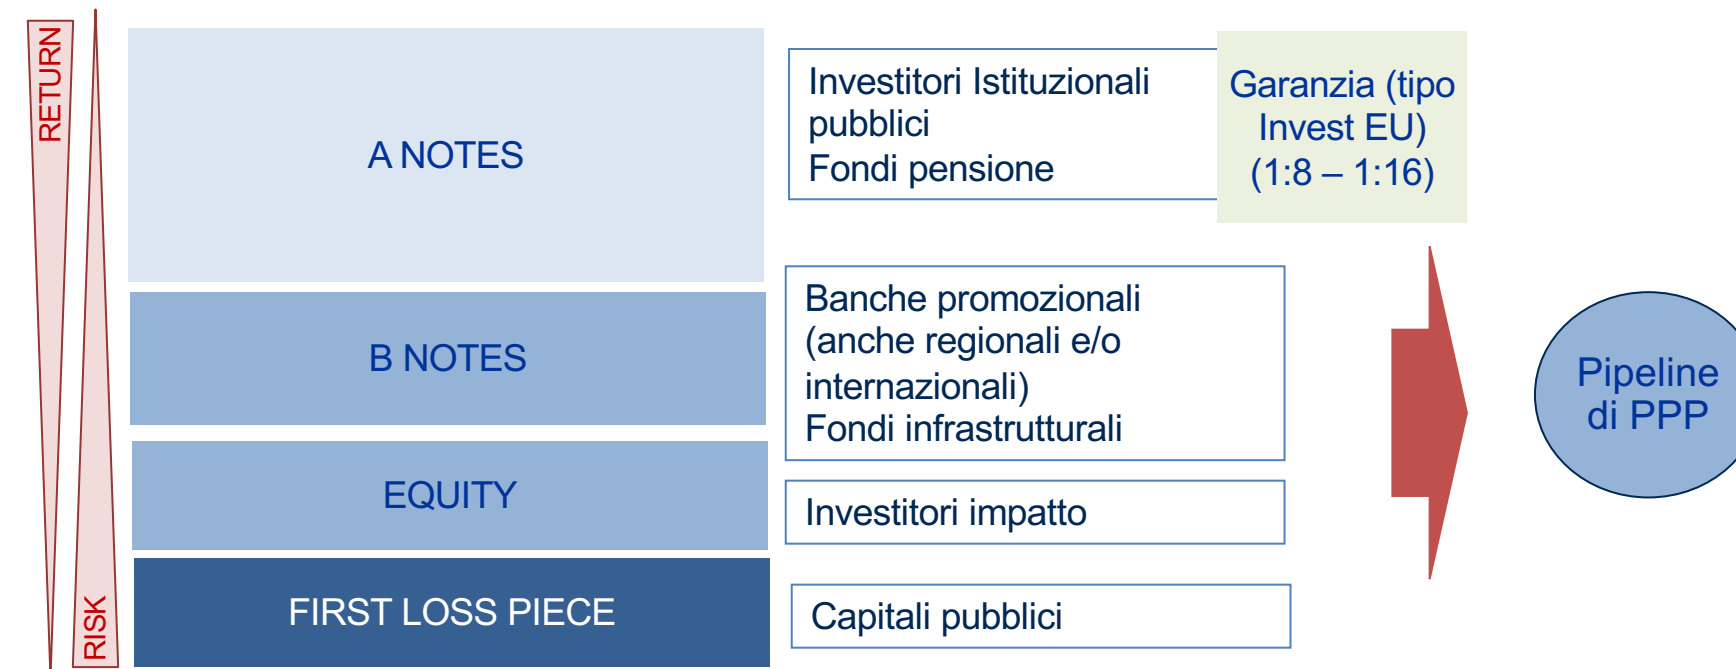 RETURN
RISK
A NOTES
Investitori Istituzionali
pubblici
Fondi pensione
Garanzia (tipo
Invest EU)
(1:8 – 1:16)
B NOTES
Banche promozionali
(anche regionali e/o
internazionali)
Fondi infrastrutturali
EQUITY
Investitori impatto
FIRST LOSS PIECE
Capitali pubblici
Pipeline
di PPP